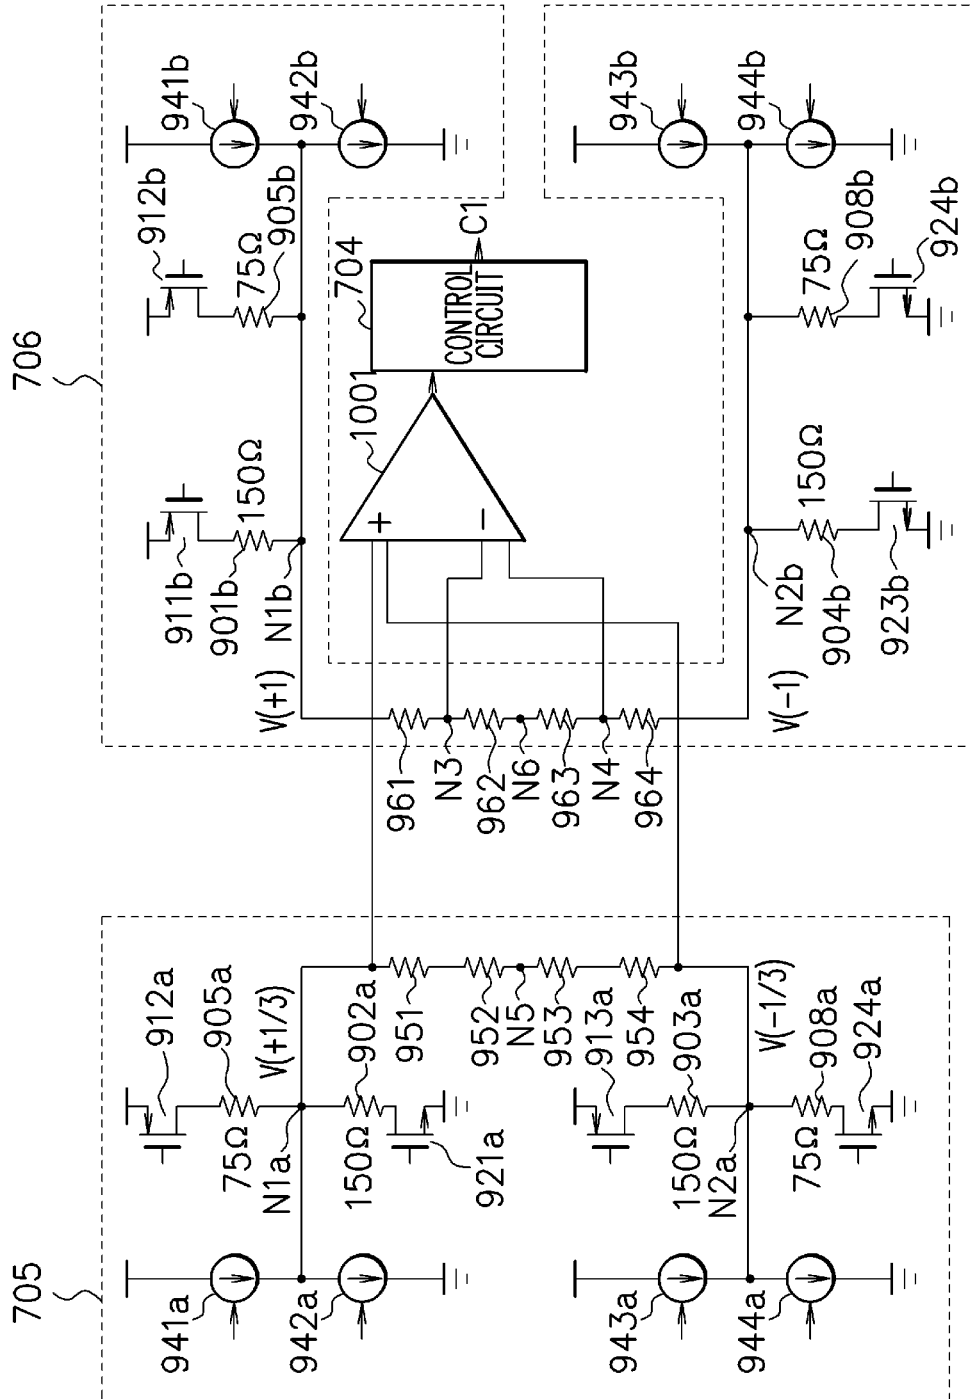 705
941a
942a
943a
944a
912a
75Ω
905a
N1a
V(+1/3)
150Ω
902a
921a
951
952
N5
953
954
913a
150Ω
903a
N2a
V(-1/3)
75Ω
908a
924a
706
961
N3
962
N6
963
N4
964
V(+1)
V(-1)
911b
901b
150Ω
N1b
912b
75Ω
905b
941b
942b
1001
+
−
704
CONTROL
CIRCUIT
C1
943b
944b
N2b
150Ω
904b
923b
75Ω
908b
924b